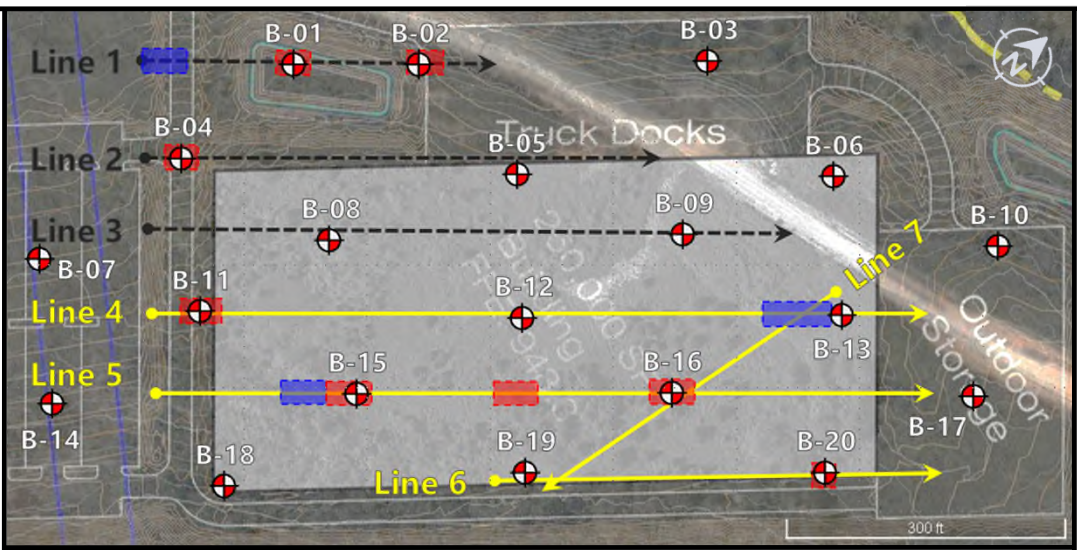 B-01
B-02
B-03
N
Line 1
Truck Docks
B-04
Line 2
B-05
B-06
B-08
B-09
B-10
Line 3
B-07
Line 7
B-11
B-12
Line 4
B-13
Outdoor
Storage
B-15
B-16
Line 5
B-14
B-17
B-18
B-19
B-20
Line 6
300 ft